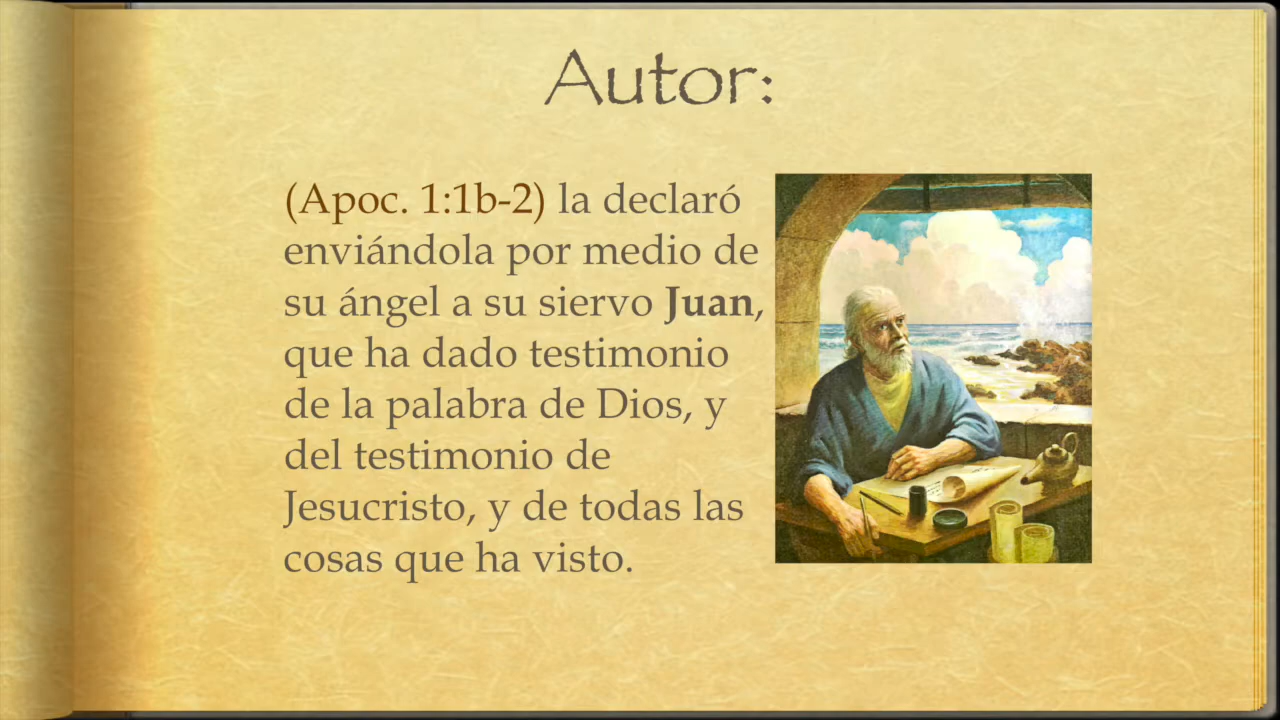 Autor:
(Apoc. 1:1b-2) la declaró
enviándola por medio de
su ángel a su siervo Juan,
que ha dado testimonio
de la palabra de Dios, y
del testimonio de
Jesucristo, y de todas las
cosas que ha visto.